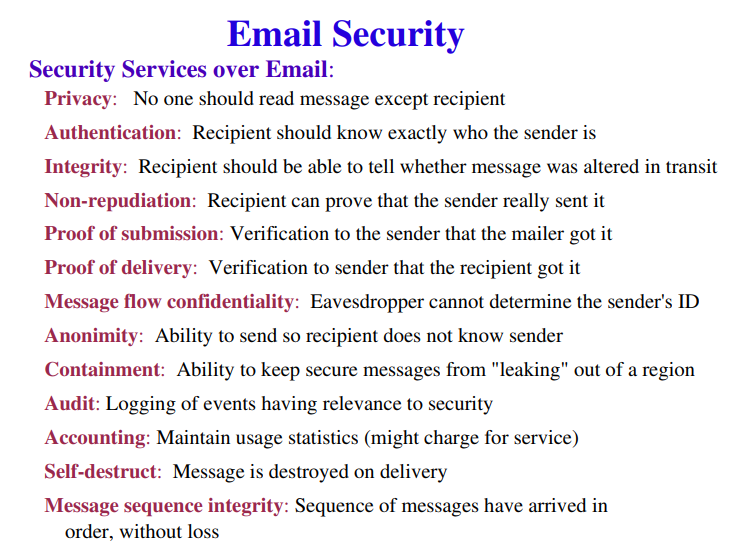 Email Security
Security Services over Email:
Privacy: No one should read message except recipient
Authentication: Recipient should know exactly who the sender is
Integrity: Recipient should be able to tell whether message was altered in transit
Non-repudiation: Recipient can prove that the sender really sent it
Proof of submission: Verification to the sender that the mailer got it
Proof of delivery: Verification to sender that the recipient got it
Message flow confidentiality: Eavesdropper cannot determine the sender's ID
Anonimity: Ability to send so recipient does not know sender
Containment: Ability to keep secure messages from "leaking" out of a region
Audit: Logging of events having relevance to security
Accounting: Maintain usage statistics (might charge for service)
Self-destruct: Message is destroyed on delivery
Message sequence integrity: Sequence of messages have arrived in
order, without loss